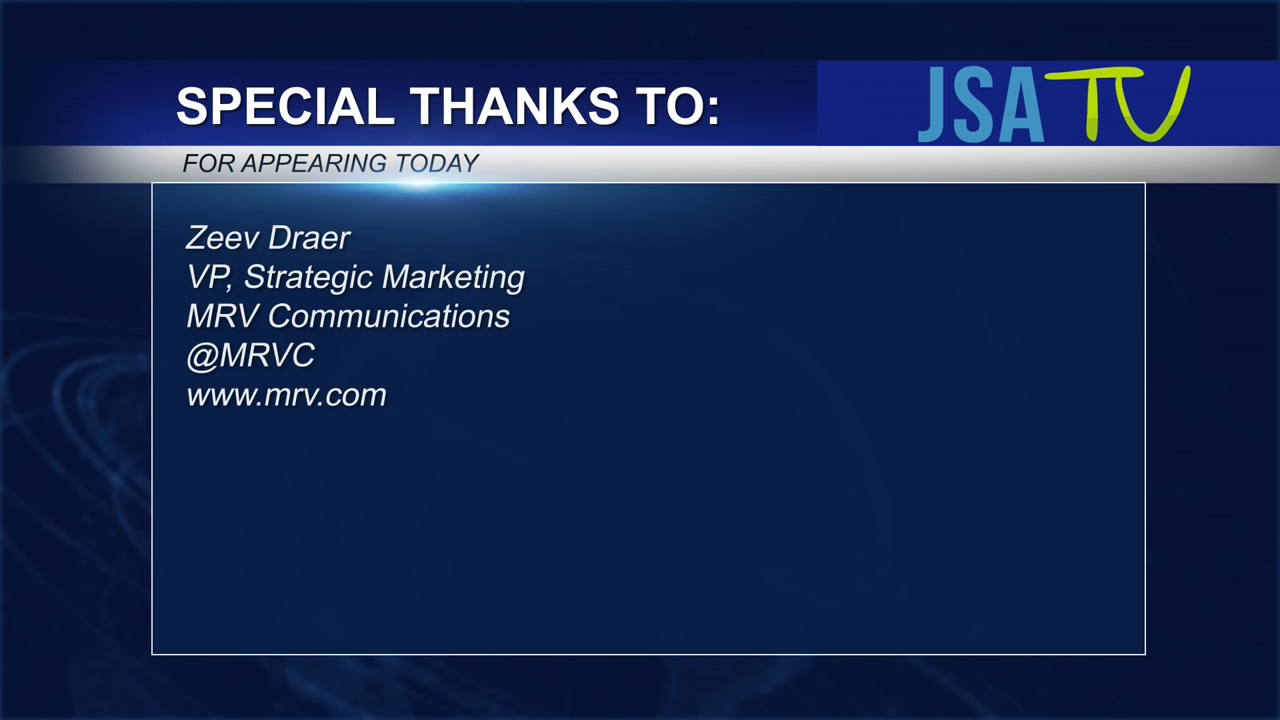 SPECIAL THANKS TO:
JSA TV
FOR APPEARING TODAY
Zeev Draer
VP, Strategic Marketing
MRV Communications
@MRVC
www.mrv.com